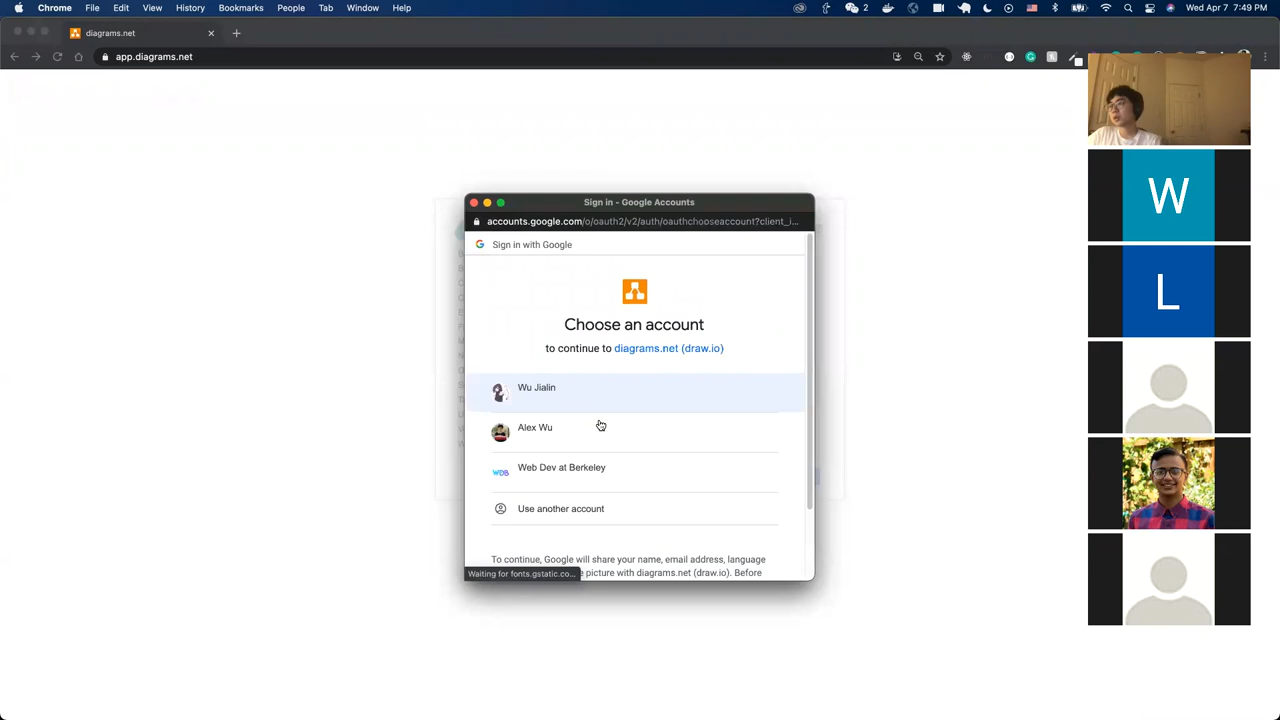 Chrome File Edit View History Bookmarks People Tab Window Help
Wed Apr 7 7:49 PM
diagrams.net
app.diagrams.net
Sign in - Google Accounts
accounts.google.com/o/oauth2/v2/auth/oauthchooseaccount?client_i...
Sign in with Google
Choose an account
to continue to diagrams.net (draw.io)
Wu Jialin
Alex Wu
WDB
Web Dev at Berkeley
Use another account
To continue, Google will share your name, email address, language
picture with diagrams.net (draw.io). Before
Waiting for fonts.gstatic.co...
W
L